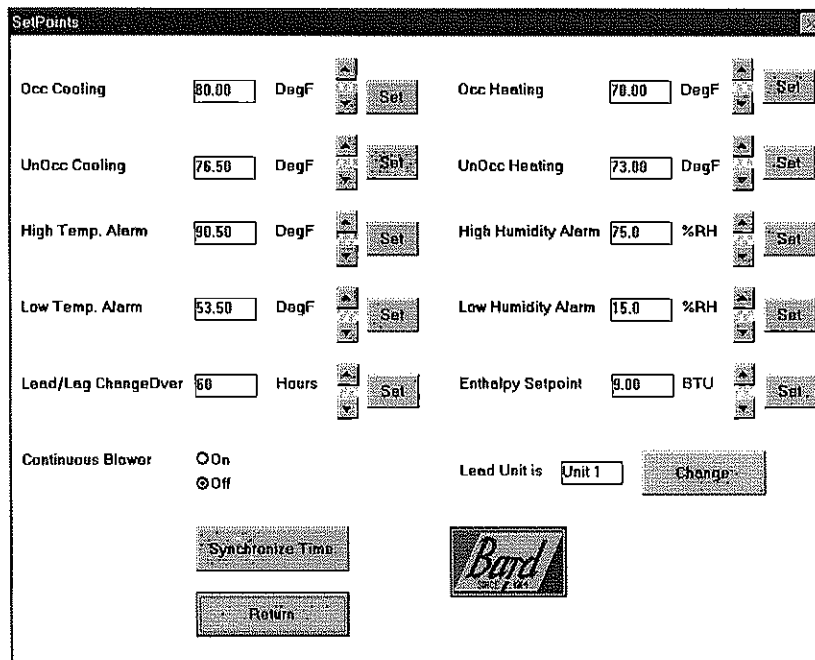 SetPoints
Occ Cooling 80.00 DegF Set Occ Heating 70.00 DegF Set
UnOcc Cooling 76.50 DegF Set UnOcc Heating 73.00 DegF Set
High Temp. Alarm 90.50 DegF Set High Humidity Alarm 75.0 %RH Set
Low Temp. Alarm 53.50 DegF Set Low Humidity Alarm 15.0 %RH Set
Lead/Lag ChangeOver 60 Hours Set Enthalpy Setpoint 9.00 BTU Set
Continuous Blower On Lead Unit is Unit 1 Change
Off
Synchronize Time
Bard
SINCE 1914
Return